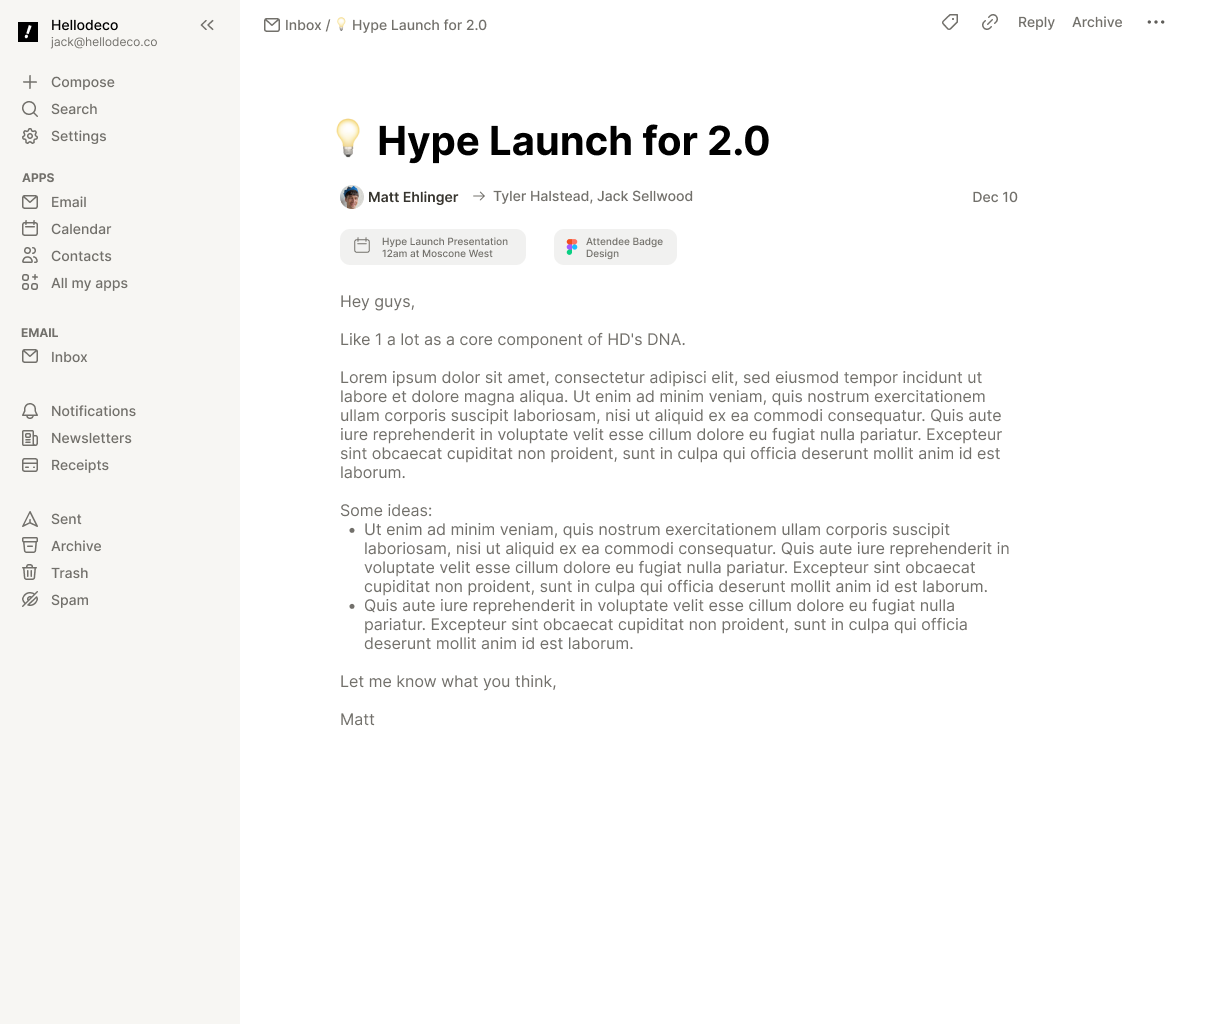 Hellodeco
jack@hellodeco.co
Compose
Search
Settings
APPS
Email
Calendar
Contacts
All my apps
EMAIL
Inbox
Notifications
Newsletters
Receipts
Sent
Archive
Trash
Spam
Inbox / 💡 Hype Launch for 2.0
Reply
Archive
💡 Hype Launch for 2.0
Matt Ehlinger → Tyler Halstead, Jack Sellwood
Dec 10
Hype Launch Presentation
12am at Moscone West
Attendee Badge
Design
Hey guys,
Like 1 a lot as a core component of HD's DNA.
Lorem ipsum dolor sit amet, consectetur adipisci elit, sed eiusmod tempor incidunt ut
labore et dolore magna aliqua. Ut enim ad minim veniam, quis nostrum exercitationem
ullam corporis suscipit laboriosam, nisi ut aliquid ex ea commodi consequatur. Quis aute
iure reprehenderit in voluptate velit esse cillum dolore eu fugiat nulla pariatur. Excepteur
sint obcaecat cupiditat non proident, sunt in culpa qui officia deserunt mollit anim id est
laborum.
Some ideas:
• Ut enim ad minim veniam, quis nostrum exercitationem ullam corporis suscipit
laboriosam, nisi ut aliquid ex ea commodi consequatur. Quis aute iure reprehenderit in
voluptate velit esse cillum dolore eu fugiat nulla pariatur. Excepteur sint obcaecat
cupiditat non proident, sunt in culpa qui officia deserunt mollit anim id est laborum.
• Quis aute iure reprehenderit in voluptate velit esse cillum dolore eu fugiat nulla
pariatur. Excepteur sint obcaecat cupiditat non proident, sunt in culpa qui officia
deserunt mollit anim id est laborum.
Let me know what you think,
Matt